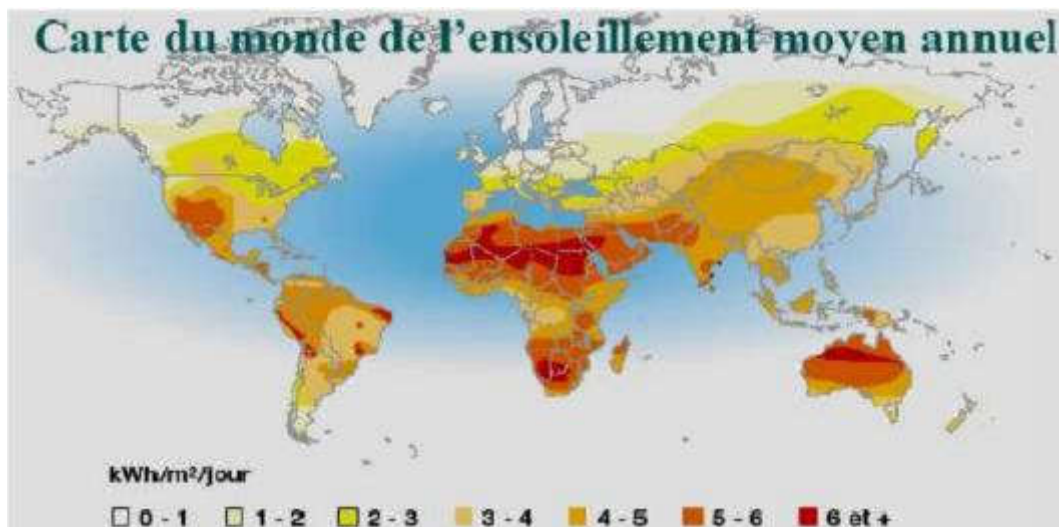 Carte du monde de l'ensoleillement moyen annuel
kWh/m²/jour
0 - 1 1 - 2 2 - 3 3 - 4 4 - 5 5 - 6 6 et +